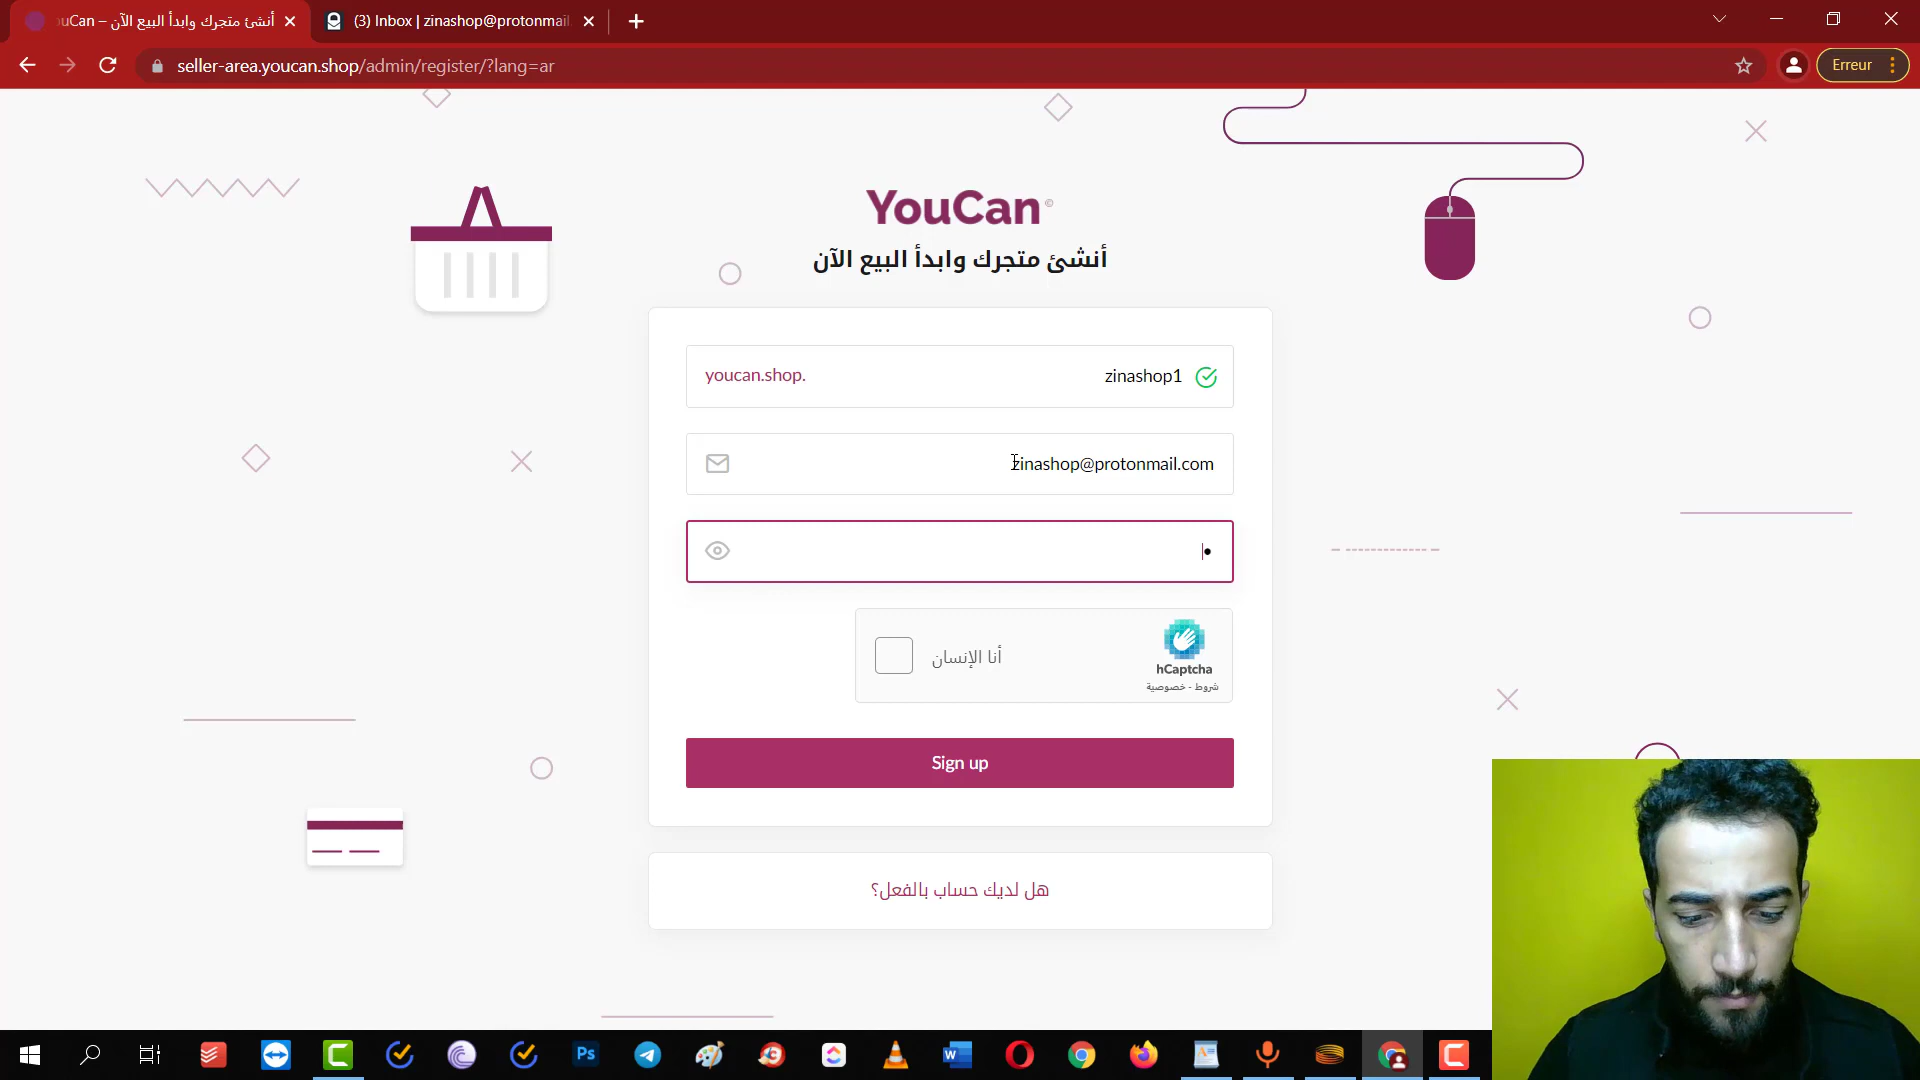 uCan – أنشئ متجرك وابدأ البيع الآن
(3) Inbox | zinashop@protonmail.
seller-area.youcan.shop/admin/register/?lang=ar
Erreur
YouCan©
أنشئ متجرك وابدأ البيع الآن
youcan.shop.
zinashop1
zinashop@protonmail.com
أنا الإنسان
hCaptcha
شروط - خصوصية
Sign up
هل لديك حساب بالفعل؟
Ps
W